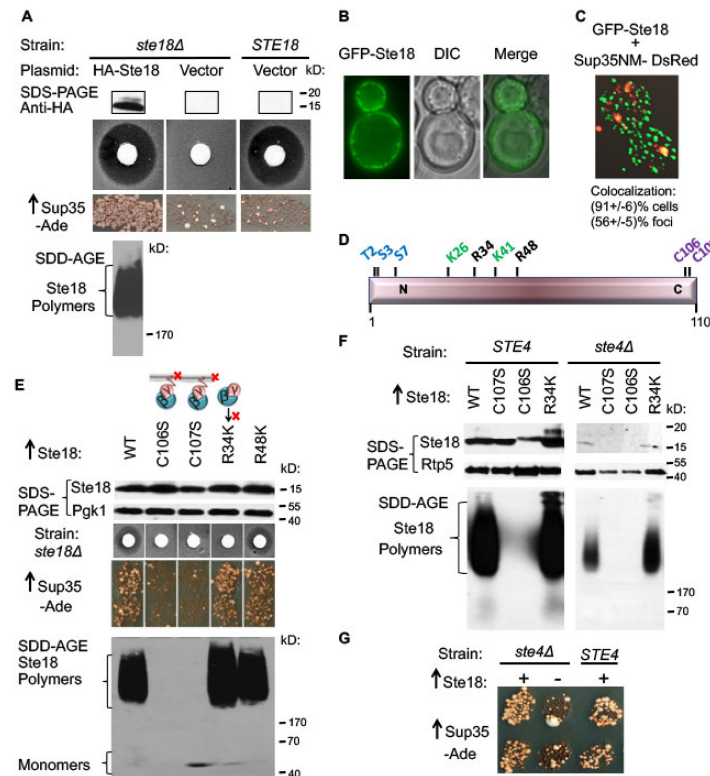 A
Strain: ste18Δ STE18
Plasmid: HA-Ste18 Vector Vector kD:
SDS-PAGE
Anti-HA
20
15
↑Sup35
-Ade
kD:
SDD-AGE
Ste18
Polymers
170
B
GFP-Ste18 DIC Merge
C
GFP-Ste18
+
Sup35NM- DsRed
Colocalization:
(91+/-6)% cells
(56+/-5)% foci
D
T2 S3 S7 K26 R34 K41 R48 C106
N C
1 110
E
B γ B γ B γ
↑Ste18: WT C106S C107S R34K R48K
kD:
SDS-PAGE
Ste18
Pgk1
15
55
40
Strain:
ste18Δ
↑Sup35
-Ade
SDD-AGE
Ste18
Polymers
kD:
170
70
Monomers
40
F
Strain: STE4 ste4Δ
↑Ste18: WT C107S C106S R34K WT C107S C106S R34K
kD:
SDS-PAGE
Ste18
Rtp5
20
15
55
40
SDD-AGE
Ste18
Polymers
170
70
G
Strain: ste4Δ STE4
↑Ste18: + - +
↑Sup35
-Ade